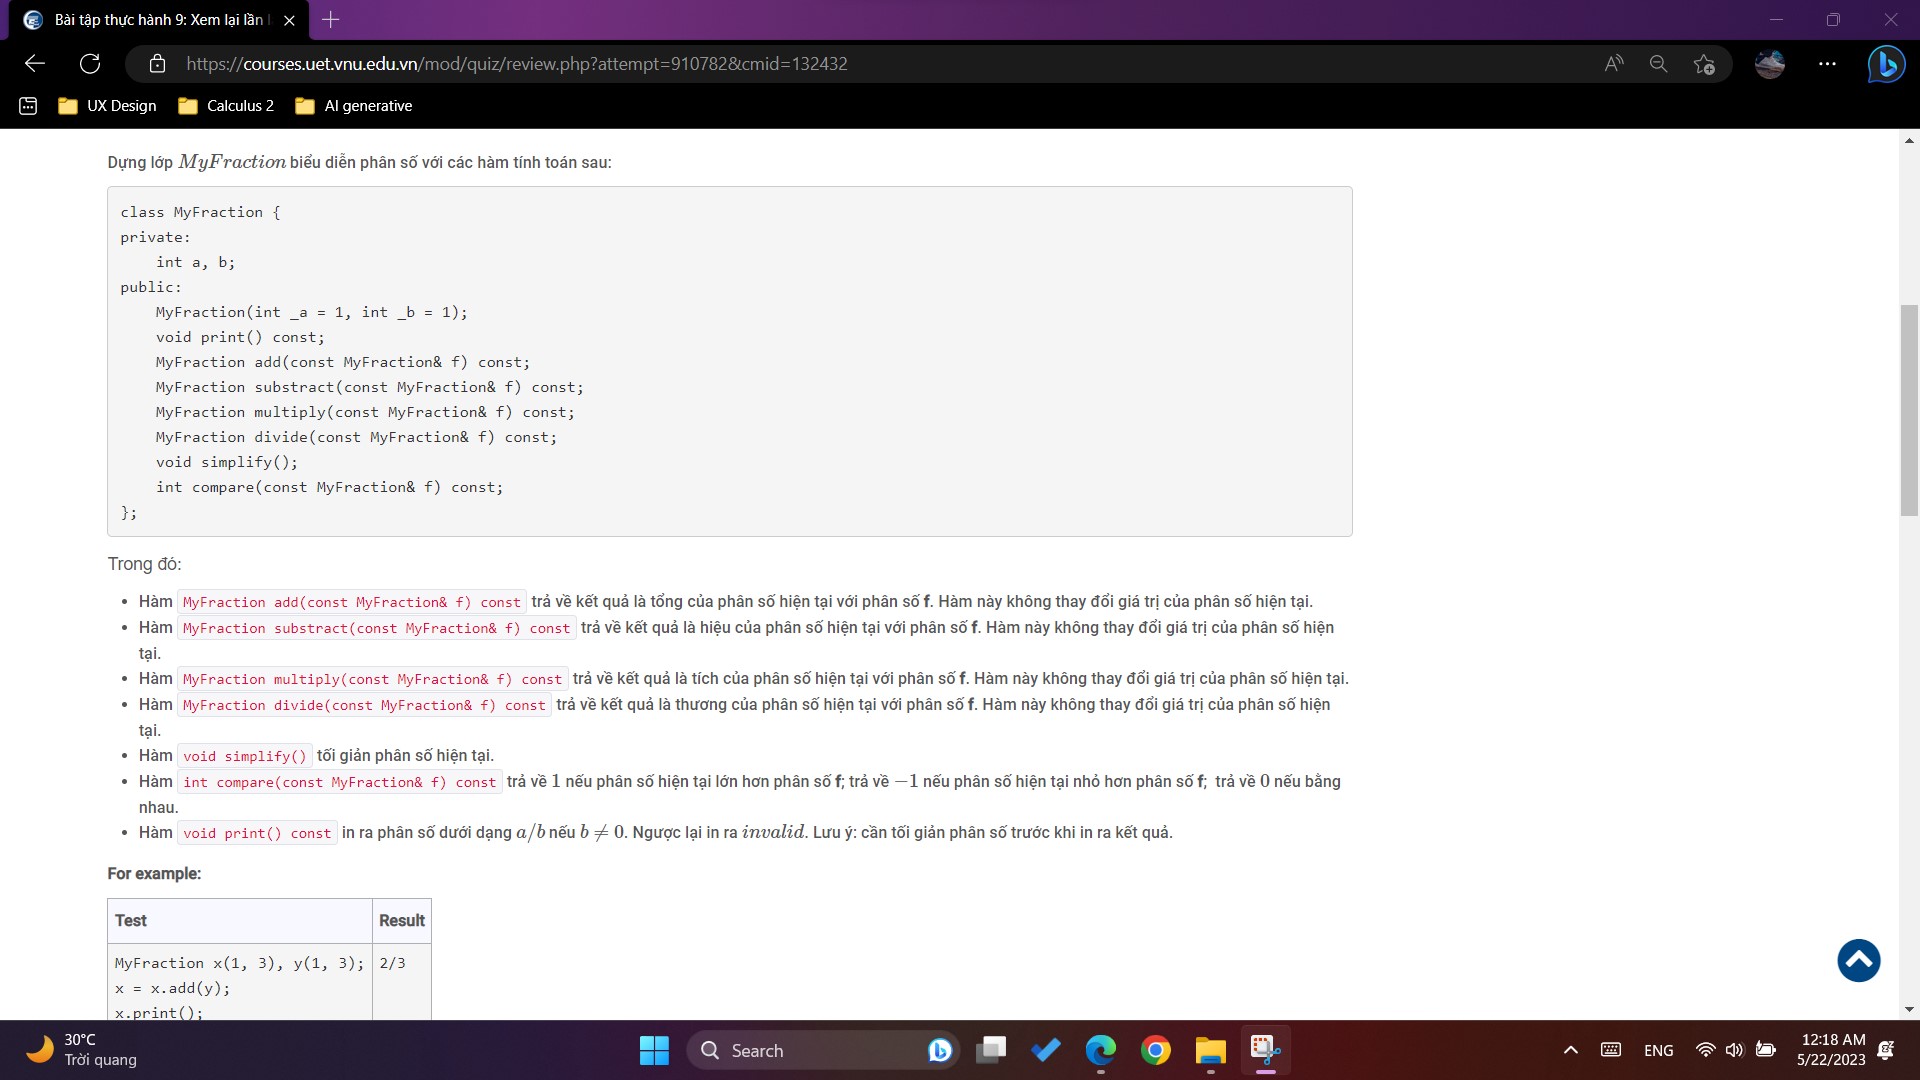 Bài tập thực hành 9: Xem lại lần
https://courses.uet.vnu.edu.vn/mod/quiz/review.php?attempt=910782&cmid=132432
UX Design
Calculus 2
AI generative
Dựng lớp MyFraction biểu diễn phân số với các hàm tính toán sau:
class MyFraction {
private:
    int a, b;
public:
    MyFraction(int _a = 1, int _b = 1);
    void print() const;
    MyFraction add(const MyFraction& f) const;
    MyFraction substract(const MyFraction& f) const;
    MyFraction multiply(const MyFraction& f) const;
    MyFraction divide(const MyFraction& f) const;
    void simplify();
    int compare(const MyFraction& f) const;
};
Trong đó:
• Hàm MyFraction add(const MyFraction& f) const trả về kết quả là tổng của phân số hiện tại với phân số f. Hàm này không thay đổi giá trị của phân số hiện tại.
• Hàm MyFraction substract(const MyFraction& f) const trả về kết quả là hiệu của phân số hiện tại với phân số f. Hàm này không thay đổi giá trị của phân số hiện
tại.
• Hàm MyFraction multiply(const MyFraction& f) const trả về kết quả là tích của phân số hiện tại với phân số f. Hàm này không thay đổi giá trị của phân số hiện tại.
• Hàm MyFraction divide(const MyFraction& f) const trả về kết quả là thương của phân số hiện tại với phân số f. Hàm này không thay đổi giá trị của phân số hiện
tại.
• Hàm void simplify() tối giản phân số hiện tại.
• Hàm int compare(const MyFraction& f) const trả về 1 nếu phân số hiện tại lớn hơn phân số f; trả về −1 nếu phân số hiện tại nhỏ hơn phân số f; trả về 0 nếu bằng
nhau.
• Hàm void print() const in ra phân số dưới dạng a/b nếu b ≠ 0. Ngược lại in ra invalid. Lưu ý: cần tối giản phân số trước khi in ra kết quả.
For example:
Test Result
MyFraction x(1, 3), y(1, 3); 2/3
x = x.add(y);
x.print();
30°C
Trời quang
Search
ENG
12:18 AM
5/22/2023